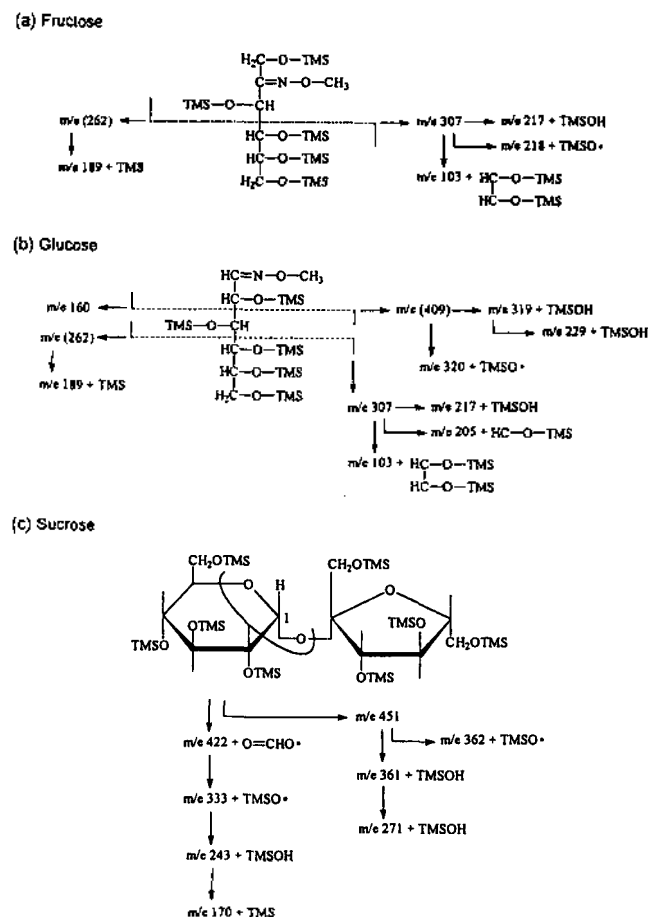 (a) Fructose
H₂C—O—TMS
C=N—O—CH₃
TMS—O—CH
m/e (262)
m/e 307
m/e 217 + TMSOH
HC—O—TMS
m/e 218 + TMSO•
m/e 189 + TMS
HC—O—TMS
H₂C—O—TMS
m/e 103 + HC—O—TMS
HC—O—TMS
(b) Glucose
HC=N—O—CH₃
m/e 160
HC—O—TMS
m/e (409)
m/e 319 + TMSOH
TMS—O—CH
m/e 229 + TMSOH
m/e (262)
HC—O—TMS
HC—O—TMS
m/e 320 + TMSO•
m/e 189 + TMS
H₂C—O—TMS
m/e 307
m/e 217 + TMSOH
m/e 205 + HC—O—TMS
m/e 103 + HC—O—TMS
HC—O—TMS
(c) Sucrose
CH₂OTMS
CH₂OTMS
H
O
O
1
OTMS
O
TMSO
TMSO
CH₂OTMS
OTMS
OTMS
OTMS
m/e 451
m/e 422 + O=CHO•
m/e 362 + TMSO•
m/e 361 + TMSOH
m/e 333 + TMSO•
m/e 271 + TMSOH
m/e 243 + TMSOH
m/e 170 + TMS